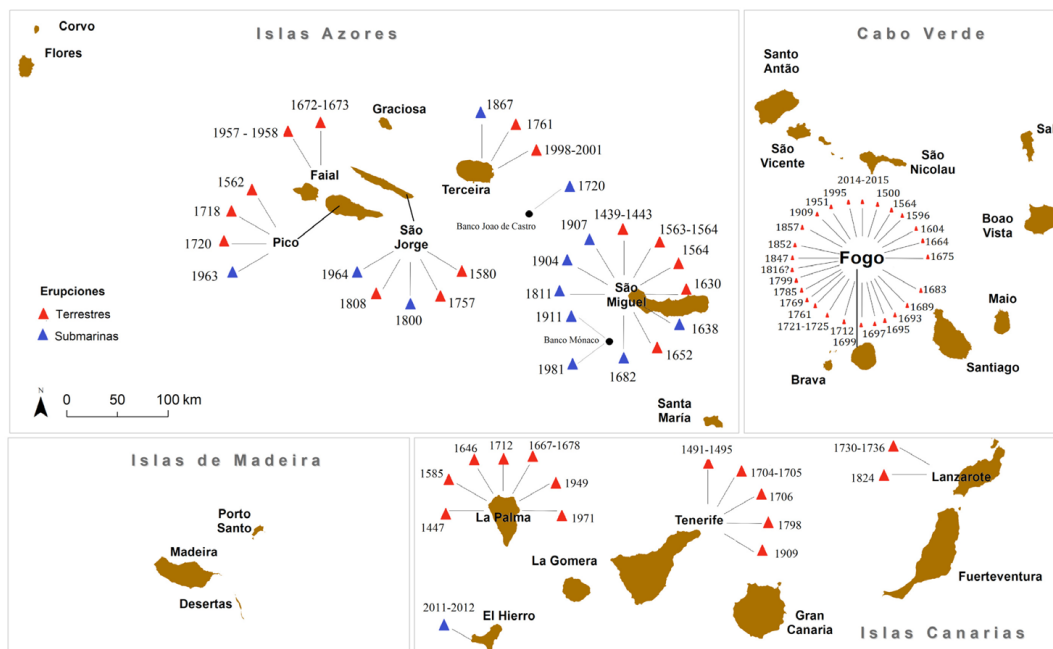 Islas Azores
Corvo
Flores
1672-1673
1957 - 1958
Graciosa
Faial
1867
1761
1998-2001
Terceira
1562
1718
1720
1963
Pico
São
Jorge
1964
1808
1800
1757
1580
1720
Banco Joao de Castro
1907
1439-1443
1563-1564
1564
1904
1630
São
Miguel
1811
1911
1638
Banco Mónaco
1652
1981
1682
Santa
María
Erupciones
Terrestres
Submarinas
N
0 50 100 km
Cabo Verde
Santo
Antão
São
Vicente
São
Nicolau
Sal
Boao
Vista
Maio
Santiago
Brava
Fogo
2014-2015
1500
1564
1596
1604
1664
1675
1683
1689
1693
1695
1697
1699
1712
1721-1725
1761
1769
1785
1799
1816?
1847
1852
1857
1909
1951
1995
Islas de Madeira
Porto
Santo
Madeira
Desertas
1646
1712
1667-1678
1585
1949
1447
1971
La Palma
1491-1495
1704-1705
1706
1798
1909
Tenerife
La Gomera
2011-2012
El Hierro
Gran
Canaria
1730-1736
1824
Lanzarote
Fuerteventura
Islas Canarias